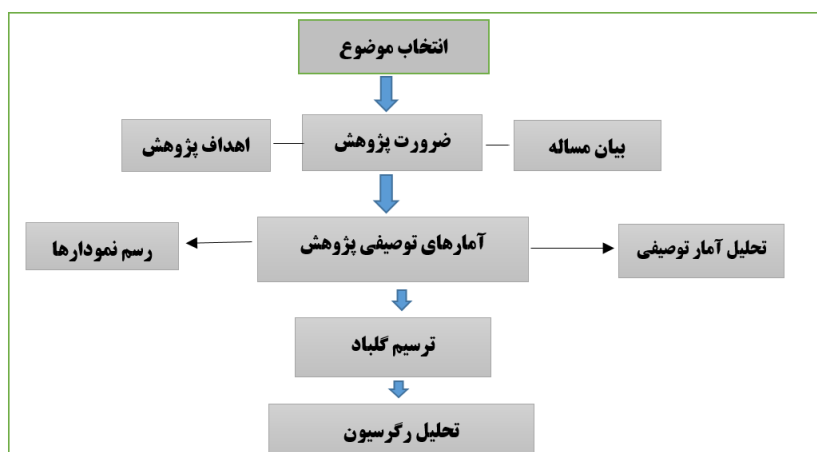 انتخاب موضوع
بیان مساله
ضرورت پژوهش
اهداف پژوهش
تحلیل آمار توصیفی
آمارهای توصیفی پژوهش
رسم نمودارها
ترسیم گلباد
تحلیل رگرسیون